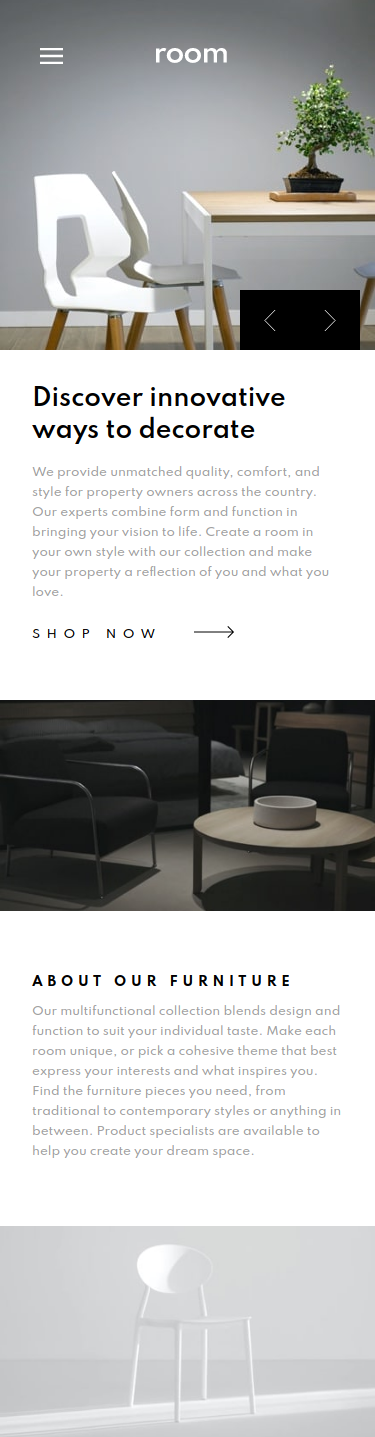 room
Discover innovative
ways to decorate
We provide unmatched quality, comfort, and
style for property owners across the country.
Our experts combine form and function in
bringing your vision to life. Create a room in
your own style with our collection and make
your property a reflection of you and what you
love.
SHOP NOW
ABOUT OUR FURNITURE
Our multifunctional collection blends design and
function to suit your individual taste. Make each
room unique, or pick a cohesive theme that best
express your interests and what inspires you.
Find the furniture pieces you need, from
traditional to contemporary styles or anything in
between. Product specialists are available to
help you create your dream space.